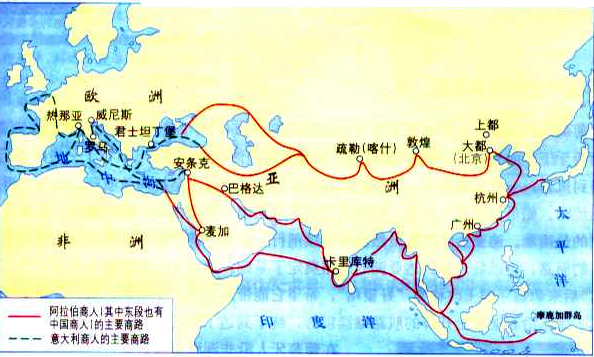 欧 洲
热那亚
威尼斯
罗马
君士坦丁堡
地 中 海
安条克
亚 洲
巴格达
疏勒(喀什)
敦煌
上都
大都
(北京)
杭州
广州
太平洋
非 洲
麦加
卡里库特
印 度 洋
摩鹿加群岛
阿拉伯商人(其中东段也有
中国商人)的主要商路
意大利商人的主要商路